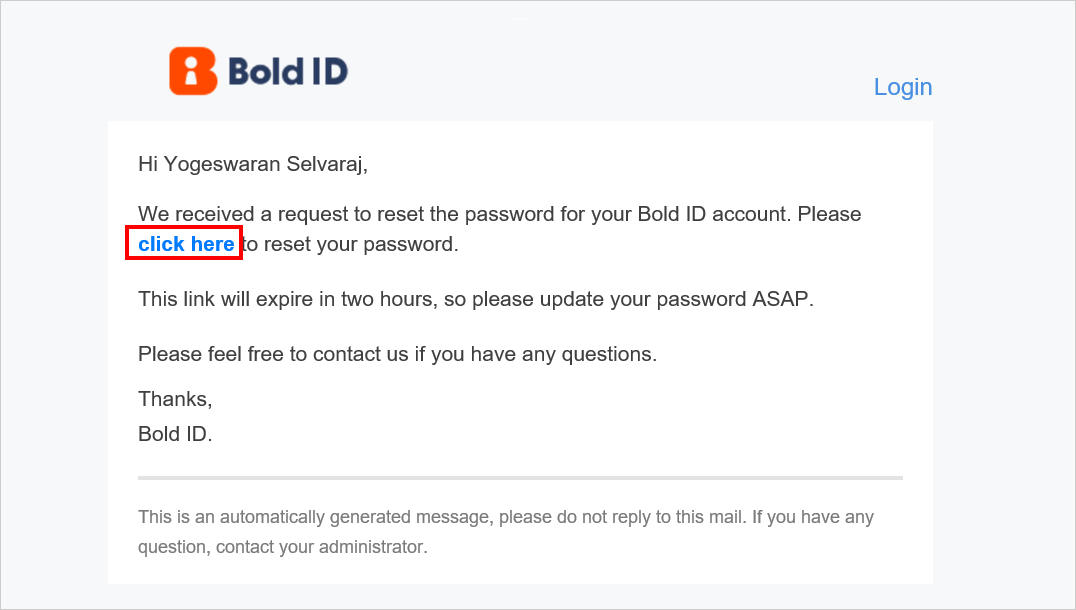 Bold ID
Login
Hi Yogeswaran Selvaraj,
We received a request to reset the password for your Bold ID account. Please
click here to reset your password.
This link will expire in two hours, so please update your password ASAP.
Please feel free to contact us if you have any questions.
Thanks,
Bold ID.
This is an automatically generated message, please do not reply to this mail. If you have any
question, contact your administrator.